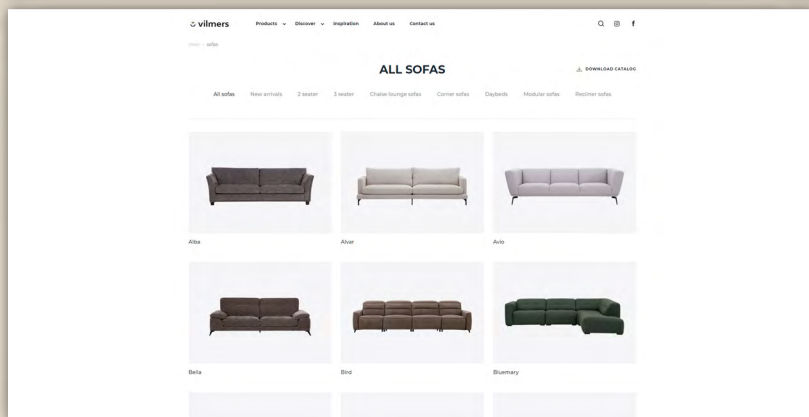 vilmers
Products Discover Inspiration About us Contact us
sofas
ALL SOFAS
DOWNLOAD CATALOG
All sofas New arrivals 2 seater 3 seater Chaise lounge sofas Corner sofas Daybeds Modular sofas Recliner sofas
Alba Alvar Avio
Bella Bird Bluemary